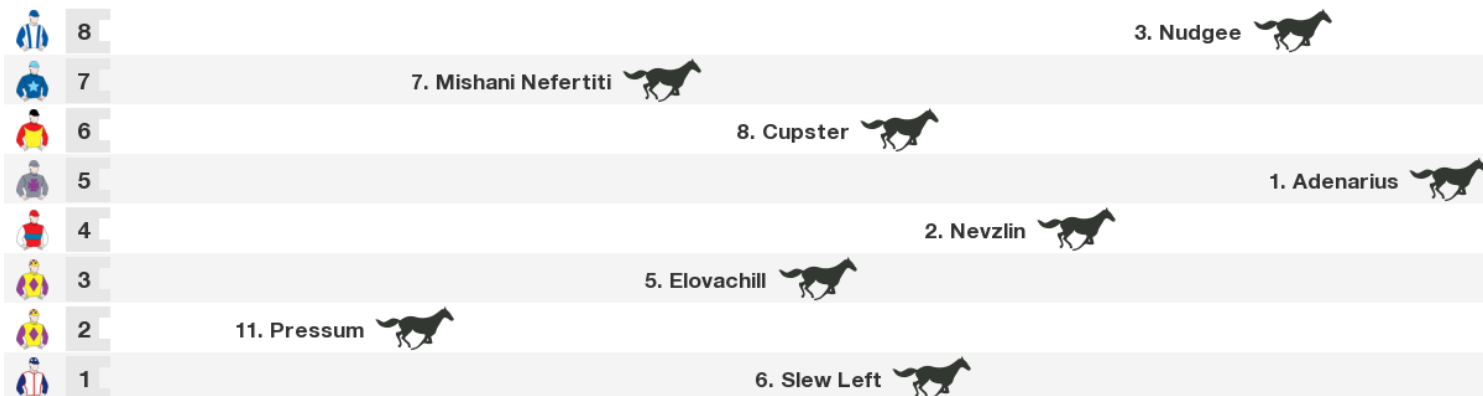 8 3. Nudgee
7 7. Mishani Nefertiti
6 8. Cupster
5 1. Adenarius
4 2. Nevzlin
3 5. Elovachill
2 11. Pressum
1 6. Slew Left